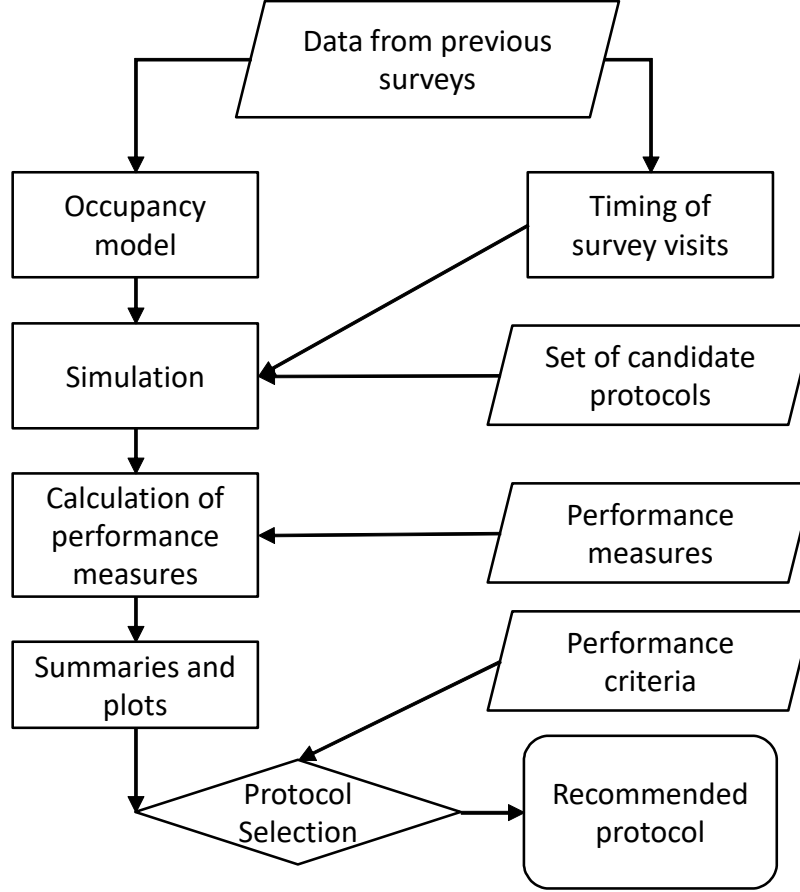 Data from previous
surveys
Occupancy
model
Timing of
survey visits
Simulation
Set of candidate
protocols
Calculation of
performance
measures
Performance
measures
Summaries and
plots
Performance
criteria
Protocol
Selection
Recommended
protocol